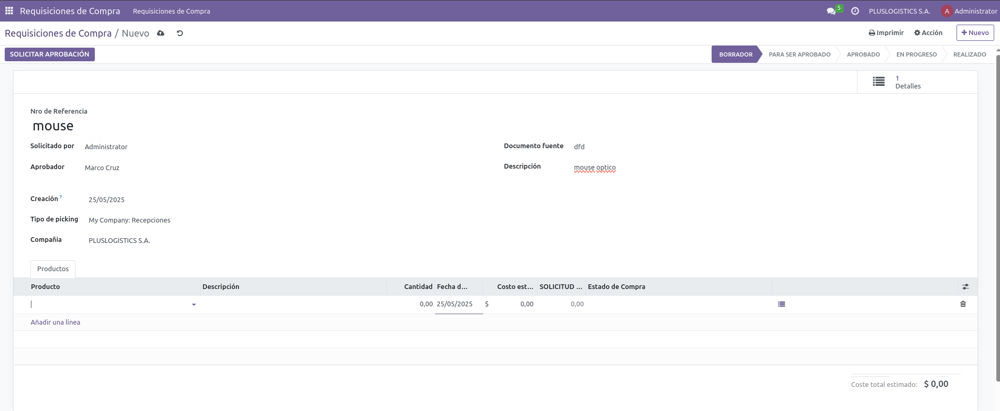 Requisiciones de Compra Requisiciones de Compra 5 PLUSLOGISTICS S.A. A Administrator
Requisiciones de Compra / Nuevo Imprimir Acción + Nuevo
SOLICITAR APROBACIÓN BORRADOR PARA SER APROBADO APROBADO EN PROGRESO REALIZADO
1
Detalles
Nro de Referencia
mouse
Solicitado por Administrator Documento fuente dfd
Aprobador Marco Cruz Descripción mouse optico
Creación ? 25/05/2025
Tipo de picking My Company: Recepciones
Compañia PLUSLOGISTICS S.A.
Productos
Producto Descripción Cantidad Fecha d... Costo est... SOLICITUD ... Estado de Compra
0,00 25/05/2025 $ 0,00 0,00
Añadir una línea
Coste total estimado: $ 0,00